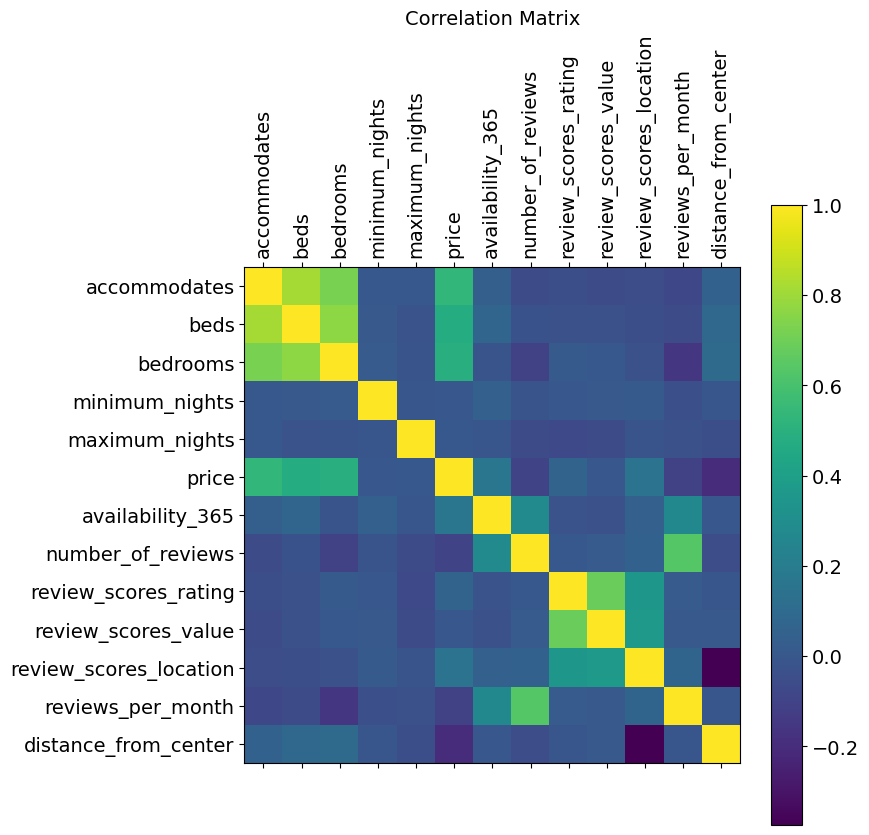 Correlation Matrix
accommodates
beds
bedrooms
minimum_nights
maximum_nights
price
availability_365
number_of_reviews
review_scores_rating
review_scores_value
review_scores_location
reviews_per_month
distance_from_center
accommodates
beds
bedrooms
minimum_nights
maximum_nights
price
availability_365
number_of_reviews
review_scores_rating
review_scores_value
review_scores_location
reviews_per_month
distance_from_center
1.0
0.8
0.6
0.4
0.2
0.0
−0.2